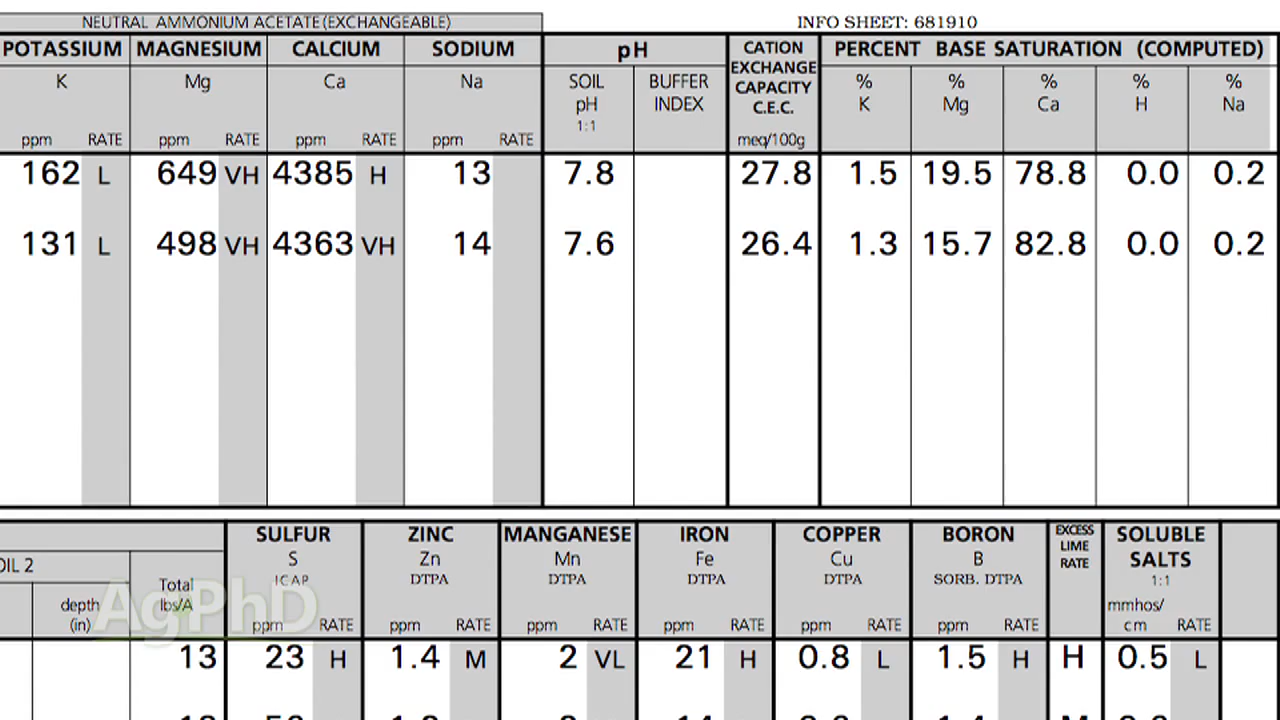 NEUTRAL AMMONIUM ACETATE (EXCHANGEABLE) INFO SHEET: 681910
POTASSIUM MAGNESIUM CALCIUM SODIUM pH CATION EXCHANGE CAPACITY C.E.C. PERCENT BASE SATURATION (COMPUTED)
K Mg Ca Na SOIL pH 1:1 BUFFER INDEX % K % Mg % Ca % H % Na
ppm RATE ppm RATE ppm RATE ppm RATE meq/100g
162 L 649 VH 4385 H 13 7.8 27.8 1.5 19.5 78.8 0.0 0.2
131 L 498 VH 4363 VH 14 7.6 26.4 1.3 15.7 82.8 0.0 0.2
SULFUR ZINC MANGANESE IRON COPPER BORON EXCESS LIME RATE SOLUBLE SALTS
OIL 2 S Zn Mn Fe Cu B 1:1
Total ICAP DTPA DTPA DTPA DTPA SORB. DTPA
depth (in) lbs/A ppm RATE ppm RATE ppm RATE ppm RATE ppm RATE ppm RATE mmhos/ cm RATE
AgPhD
13 23 H 1.4 M 2 VL 21 H 0.8 L 1.5 H H 0.5 L